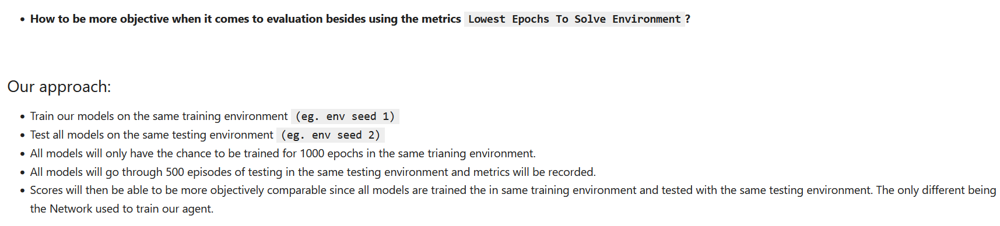 • How to be more objective when it comes to evaluation besides using the metrics Lowest Epochs To Solve Environment ?
Our approach:
• Train our models on the same training environment (eg. env seed 1)
• Test all models on the same testing environment (eg. env seed 2)
• All models will only have the chance to be trained for 1000 epochs in the same trianing environment.
• All models will go through 500 episodes of testing in the same testing environment and metrics will be recorded.
• Scores will then be able to be more objectively comparable since all models are trained the in same training environment and tested with the same testing environment. The only different being
the Network used to train our agent.